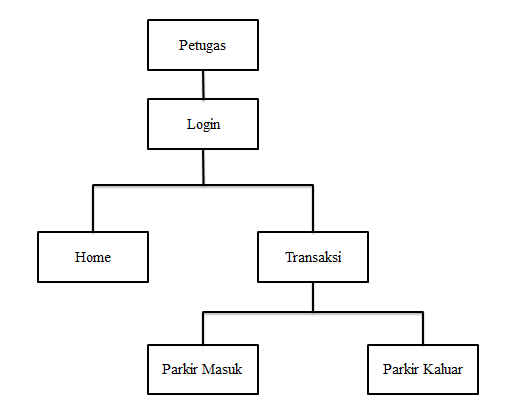 Petugas
Login
Home
Transaksi
Parkir Masuk
Parkir Kaluar